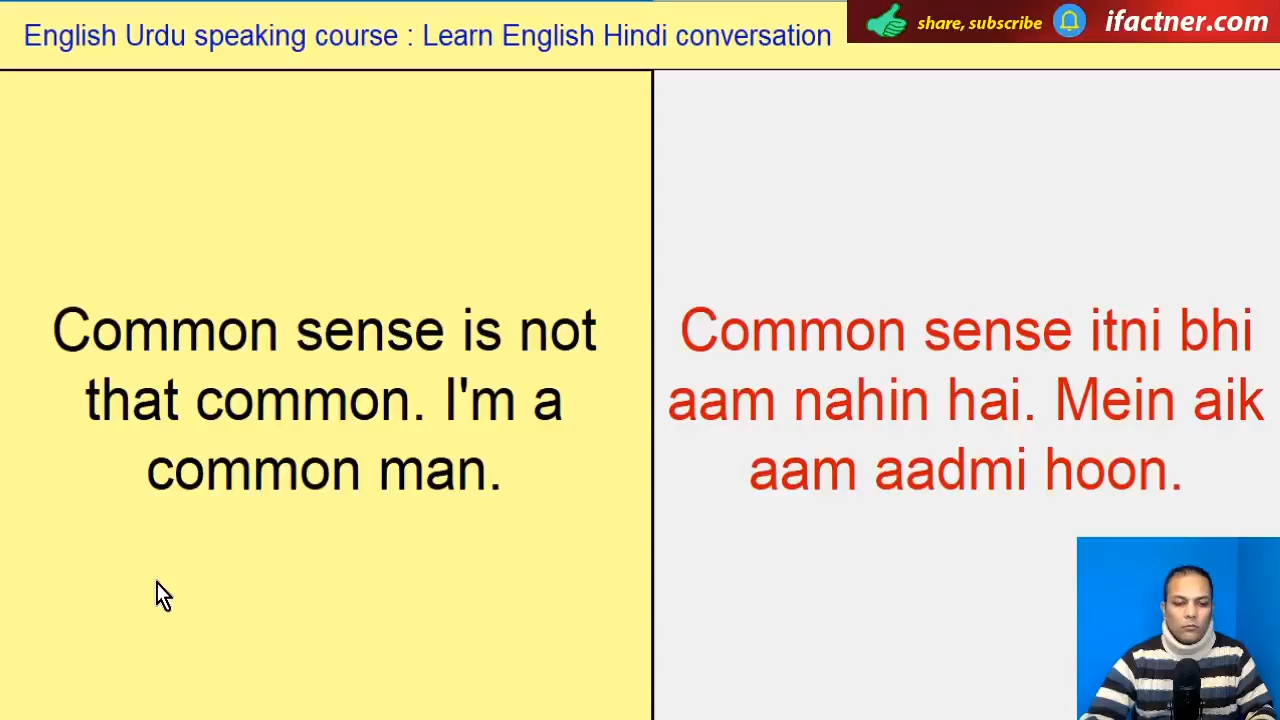 English Urdu speaking course : Learn English Hindi conversation
share, subscribe
ifactner.com
Common sense is not
that common. I'm a
common man.
Common sense itni bhi
aam nahin hai. Mein aik
aam aadmi hoon.